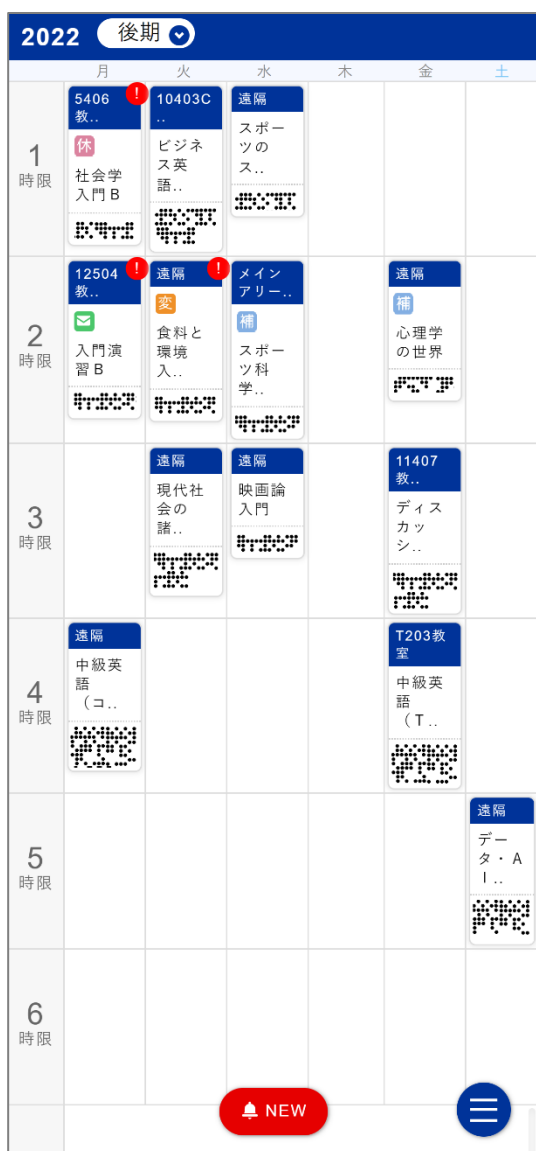 2022 後期
月 火 水 木 金 土
1
時限
5406
教..
休
社会学
入門B
10403C
..
ビジネ
ス英
語..
遠隔
スポー
ツの
ス..
2
時限
12504
教..
入門演
習B
遠隔
変
食料と
環境
入..
メイン
アリー..
補
スポー
ツ科
学..
遠隔
補
心理学
の世界
3
時限
遠隔
現代社
会の
諸..
遠隔
映画論
入門
11407
教..
ディス
カッ
シ..
4
時限
遠隔
中級英
語
（コ..
T203教
室
中級英
語
（T..
5
時限
遠隔
デー
タ・A
I..
6
時限
NEW